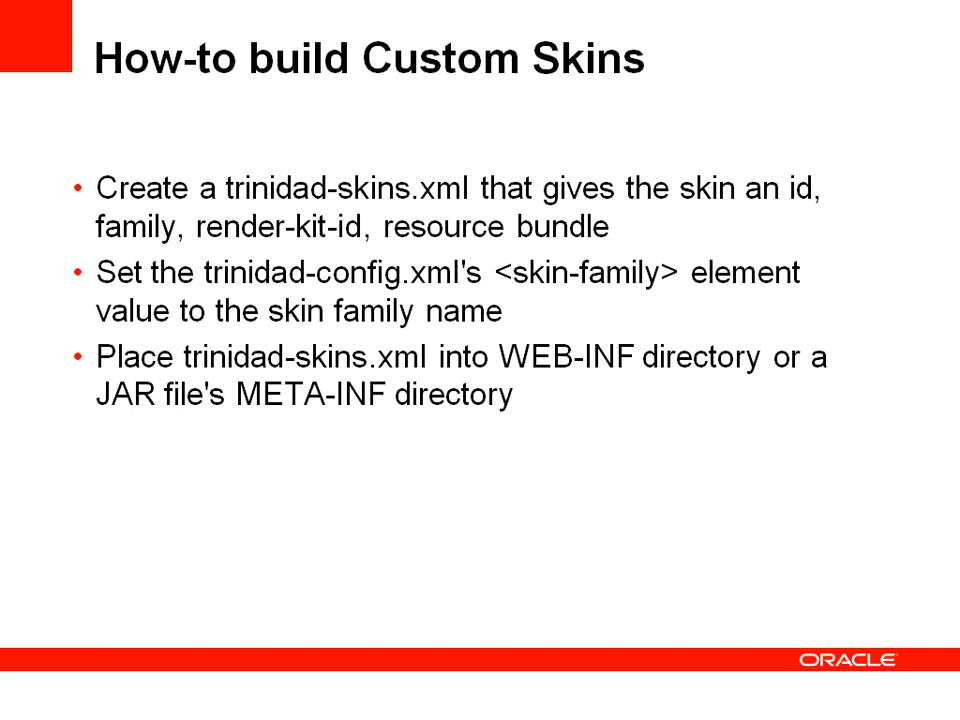 How-to build Custom Skins
• Create a trinidad-skins.xml that gives the skin an id,
family, render-kit-id, resource bundle
• Set the trinidad-config.xml's <skin-family> element
value to the skin family name
• Place trinidad-skins.xml into WEB-INF directory or a
JAR file's META-INF directory
ORACLE